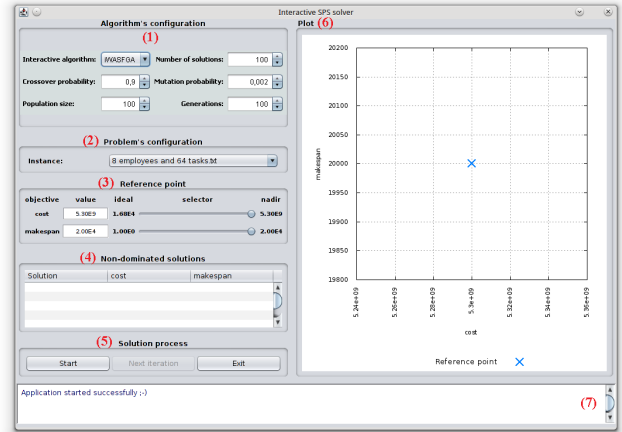 Interactive SPS solver
Algorithm's configuration
(1)
Interactive algorithm: iWASFGA Number of solutions: 100
Crossover probability: 0,9 Mutation probability: 0,002
Population size: 100 Generations: 100
(2) Problem's configuration
Instance: 8 employees and 64 tasks.txt
(3) Reference point
objective value ideal selector nadir
cost 5.30E9 1.68E4 5.30E9
makespan 2.00E4 1.00E0 2.00E4
(4) Non-dominated solutions
Solution cost makespan
(5) Solution process
Start Next iteration Exit
Plot (6)
20200
20150
20100
20050
20000
19950
19900
19850
19800
makespan
5.24e+09
5.26e+09
5.28e+09
5.3e+09
5.32e+09
5.34e+09
5.36e+09
cost
Reference point
Application started successfully ;-)
(7)